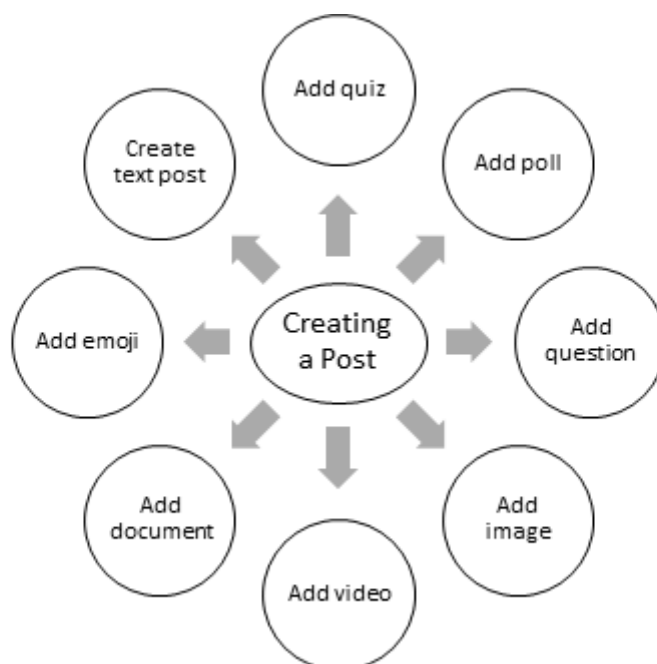 Add quiz
Create
text post
Add poll
Creating
a Post
Add emoji
Add
question
Add
document
Add
image
Add video